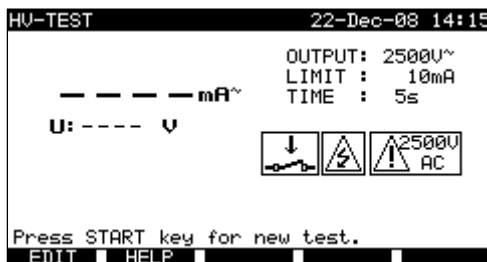 HV-TEST 22-Dec-08 14:15
OUTPUT: 2500V~
LIMIT : 10mA
TIME : 5s
– – – – mA~
U: ---- V
2500V
AC
Press START key for new test.
EDIT HELP